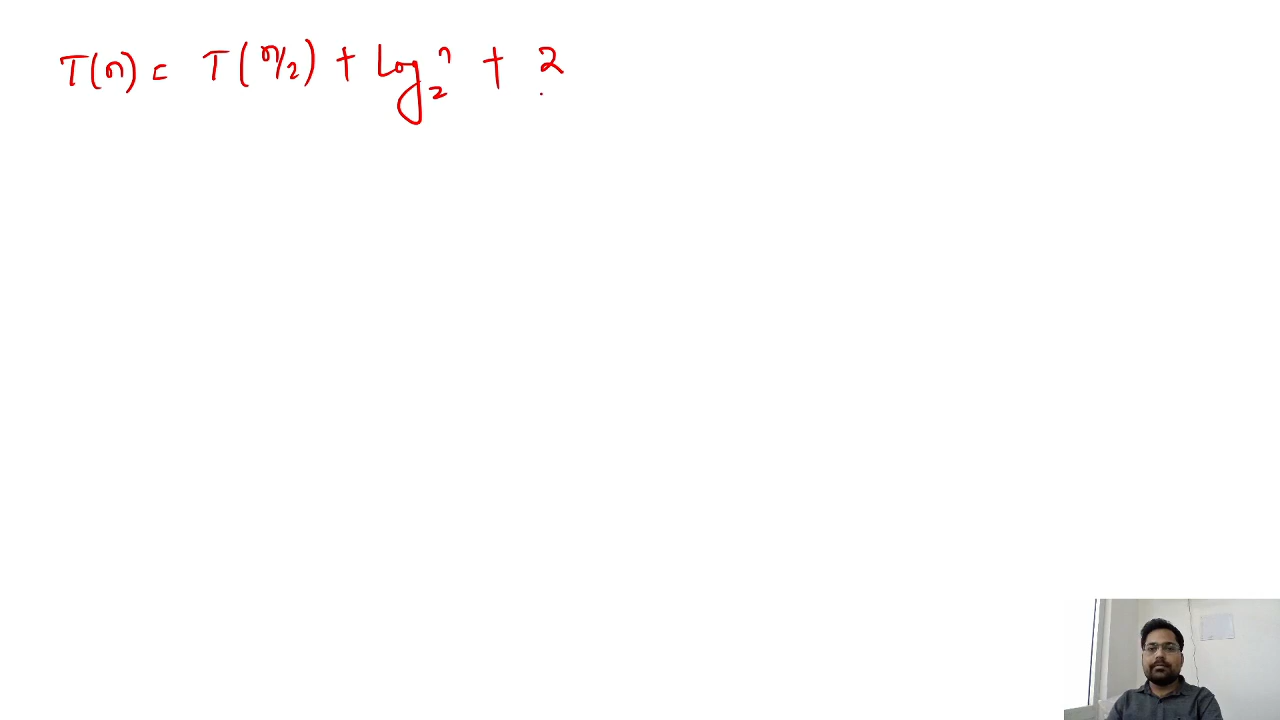 T(n) = T(n/2) + log₂ⁿ + 2